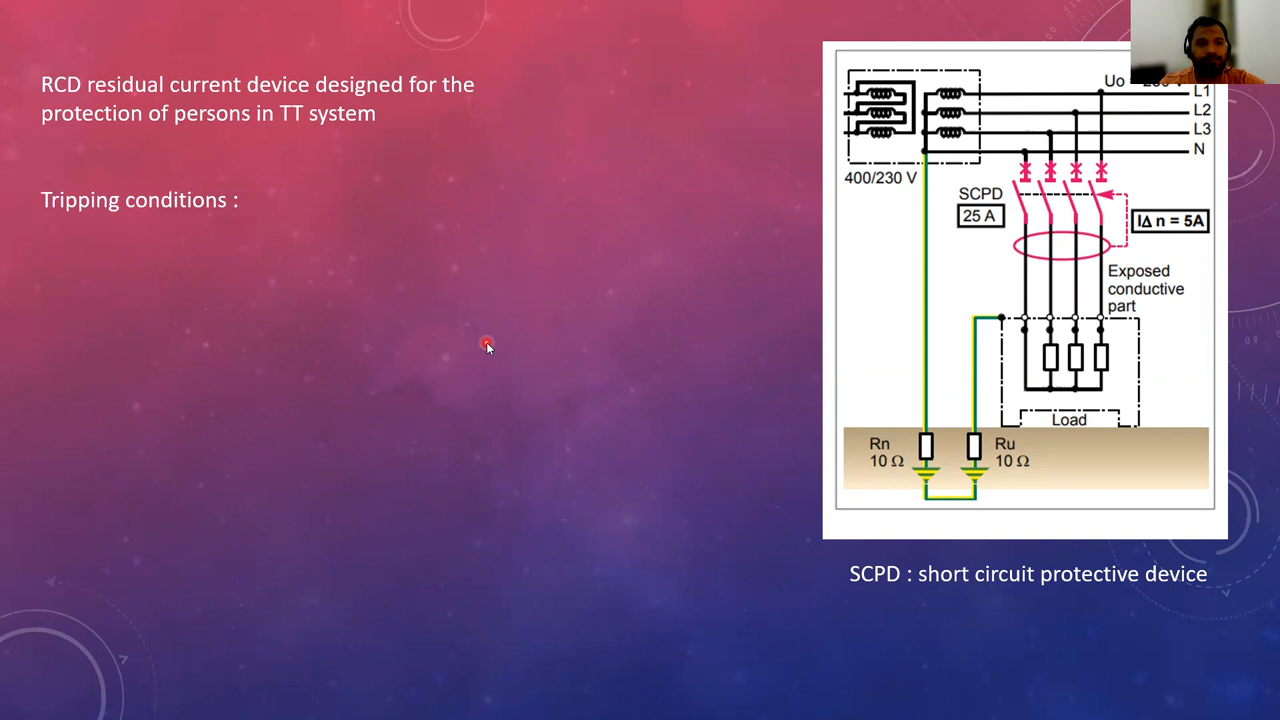 RCD residual current device designed for the
protection of persons in TT system
Tripping conditions :
Uo
L1
L2
L3
N
400/230 V
SCPD
25 A
IΔ n = 5A
Exposed
conductive
part
Load
Rn
10 Ω
Ru
10 Ω
SCPD : short circuit protective device